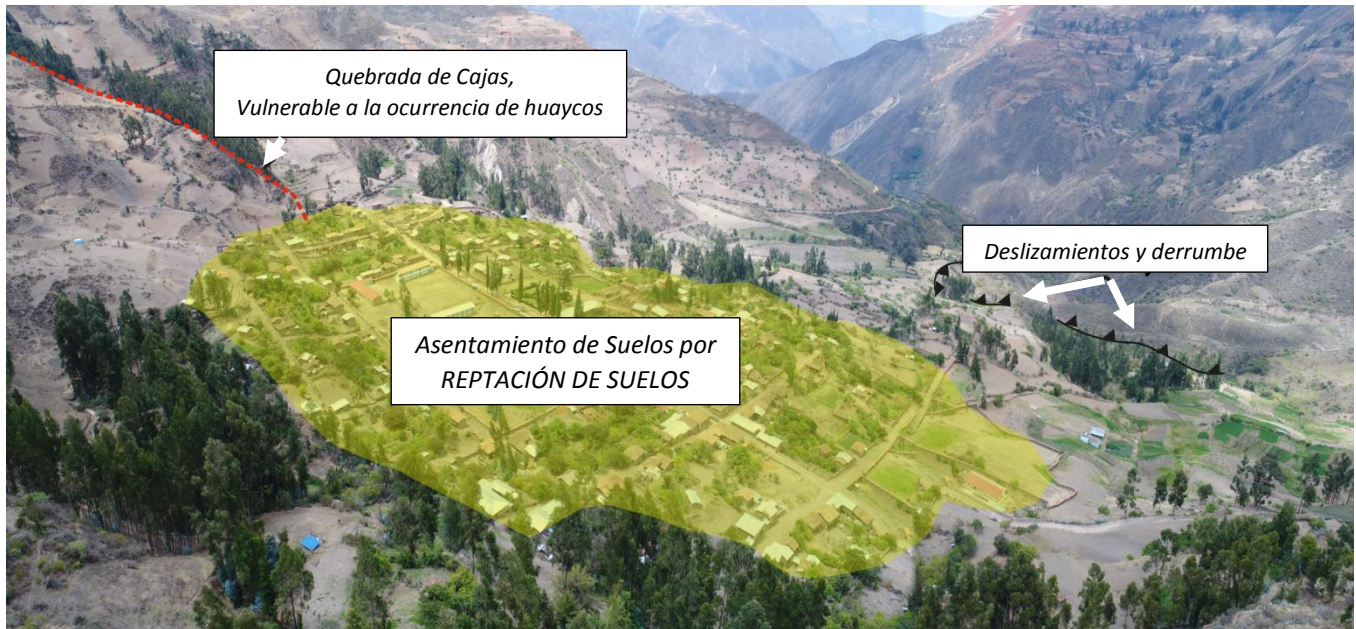 Quebrada de Cajas,
Vulnerable a la ocurrencia de huaycos
Deslizamientos y derrumbe
Asentamiento de Suelos por
REPTACIÓN DE SUELOS